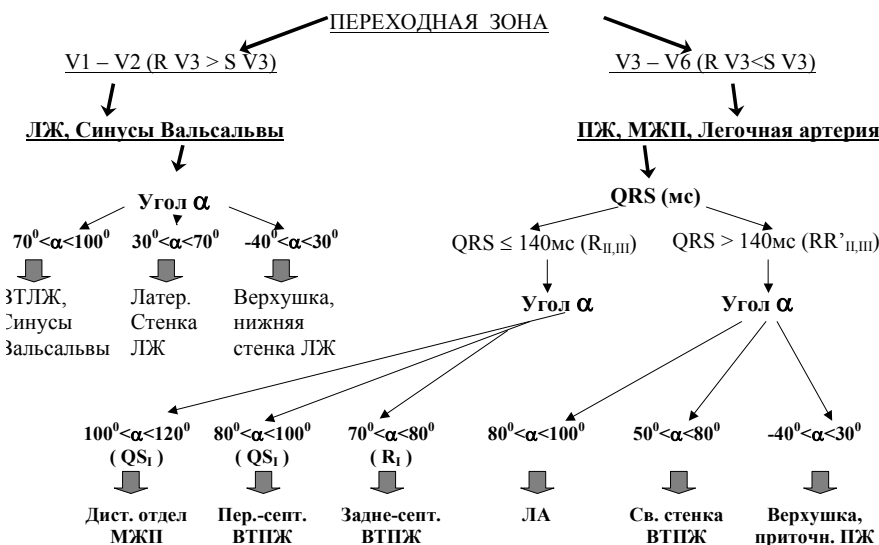 ПЕРЕХОДНАЯ ЗОНА
V1 – V2 (R V3 > S V3)
V3 – V6 (R V3<S V3)
ЛЖ, Синусы Вальсальвы
ПЖ, МЖП, Легочная артерия
Угол α
QRS (мс)
70⁰<α<100⁰ 30⁰<α<70⁰ -40⁰<α<30⁰
QRS ≤ 140мс (R II,III)
QRS > 140мс (RR’ II,III)
ВТЛЖ,
Синусы
Вальсальвы
Латер.
Стенка
ЛЖ
Верхушка,
нижняя
стенка ЛЖ
Угол α
Угол α
100⁰<α<120⁰
( QS I )
80⁰<α<100⁰
( QS I )
70⁰<α<80⁰
( R I )
80⁰<α<100⁰
50⁰<α<80⁰
-40⁰<α<30⁰
Дист. отдел
МЖП
Пер.-септ.
ВТПЖ
Задне-септ.
ВТПЖ
ЛА
Св. стенка
ВТПЖ
Верхушка,
приточн. ПЖ